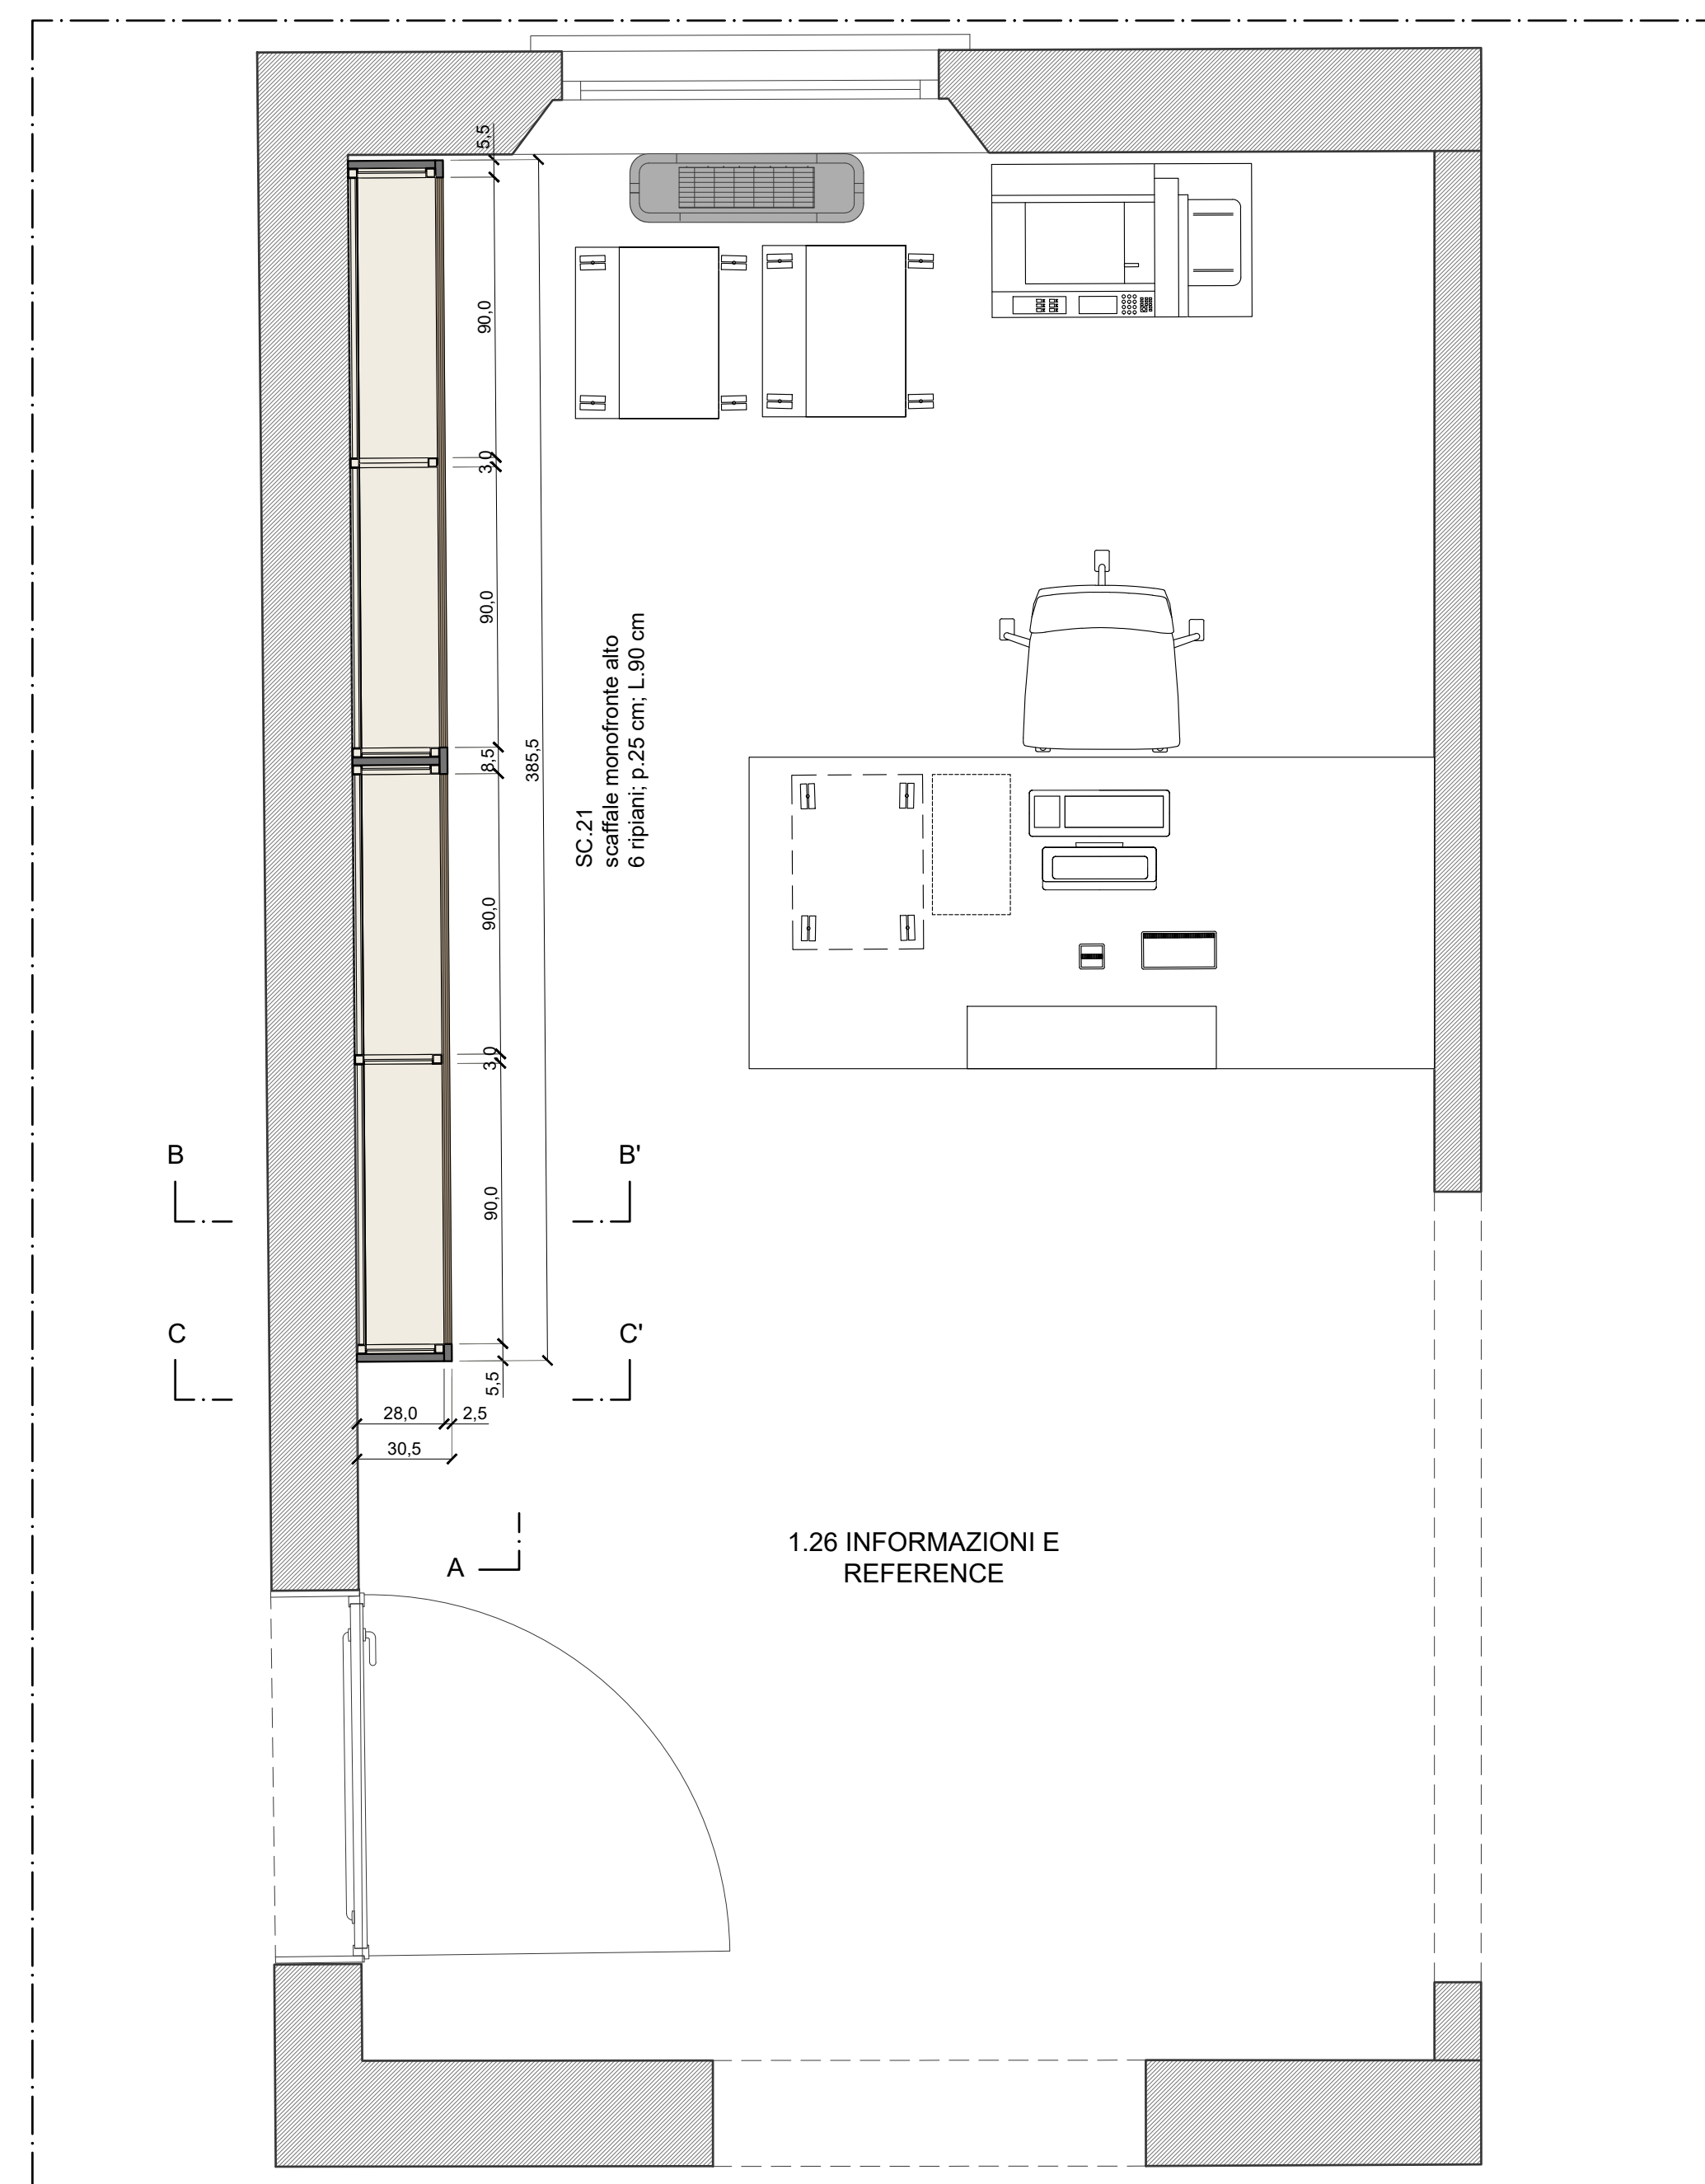 5,5
90,0
3,0
90,0
8,5
385,5
90,0
3,0
90,0
5,5
SC.21
scaffale monofronte alto
6 ripiani; p.25 cm; L.90 cm
B
B'
C
C'
28,0
2,5
30,5
A
1.26 INFORMAZIONI E
REFERENCE